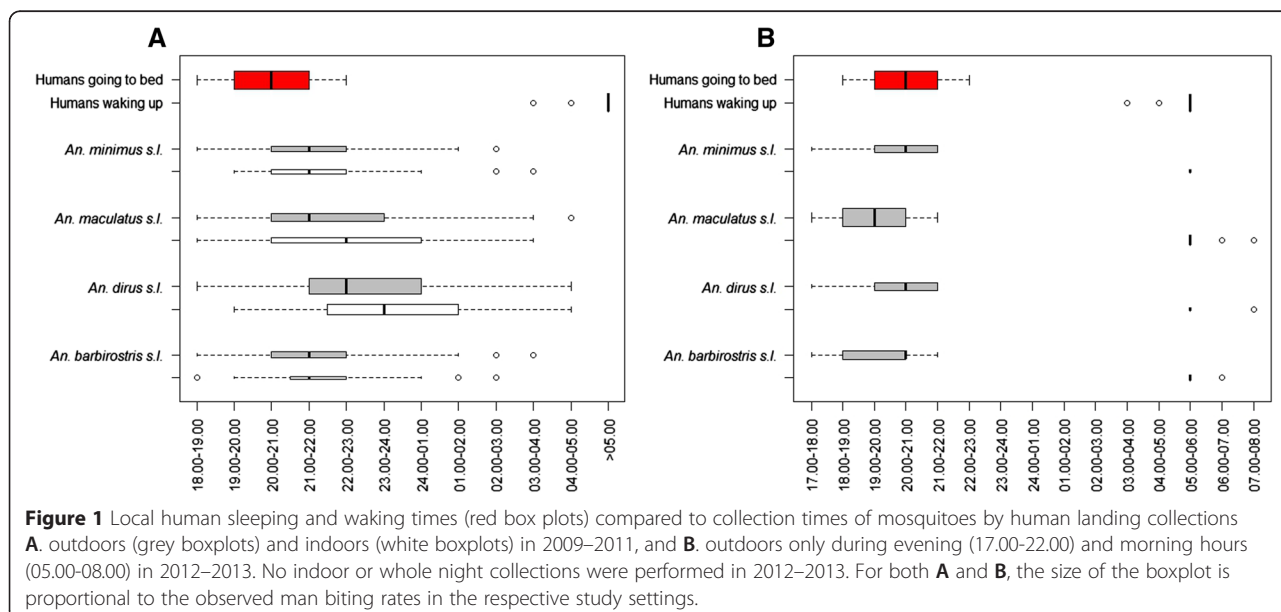 A
Humans going to bed
Humans waking up
An. minimus s.l.
An. maculatus s.l.
An. dirus s.l.
An. barbirostris s.l.
18.00-19.00
19.00-20.00
20.00-21.00
21.00-22.00
22.00-23.00
23.00-24.00
24.00-01.00
01.00-02.00
02.00-03.00
03.00-04.00
04.00-05.00
>05.00
B
Humans going to bed
Humans waking up
An. minimus s.l.
An. maculatus s.l.
An. dirus s.l.
An. barbirostris s.l.
17.00-18.00
18.00-19.00
19.00-20.00
20.00-21.00
21.00-22.00
22.00-23.00
23.00-24.00
24.00-01.00
01.00-02.00
02.00-03.00
03.00-04.00
04.00-05.00
05.00-06.00
06.00-07.00
07.00-08.00
Figure 1 Local human sleeping and waking times (red box plots) compared to collection times of mosquitoes by human landing collections
A. outdoors (grey boxplots) and indoors (white boxplots) in 2009–2011, and B. outdoors only during evening (17.00-22.00) and morning hours
(05.00-08.00) in 2012–2013. No indoor or whole night collections were performed in 2012–2013. For both A and B, the size of the boxplot is
proportional to the observed man biting rates in the respective study settings.